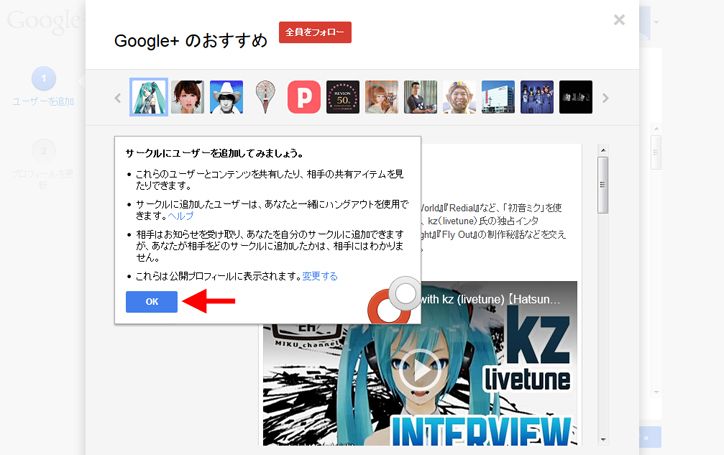 Google+
Google+ のおすすめ
全員をフォロー
1
ユーザーを追加
2
プロフィールを更新
P
REVLON
50
サークルにユーザーを追加してみましょう。
• これらのユーザーとコンテンツを共有したり、相手の共有アイテムを見
たりできます。
• サークルに追加したユーザーは、あなたと一緒にハングアウトを使用で
きます。ヘルプ
• 相手はお知らせを受け取り、あなたを自分のサークルに追加できます
が、あなたが相手をどのサークルに追加したかは、相手にはわかりませ
ん。
• これらは公開プロフィールに表示されます。変更する
OK
World』『Redial』など、「初音ミク」を使
、kz(livetune)氏の独占インタ
ght』『Fly Out』の制作秘話などを交え
with kz (livetune) 【Hatsun...
MIKU_channel
kz
livetune
INTERVIEW